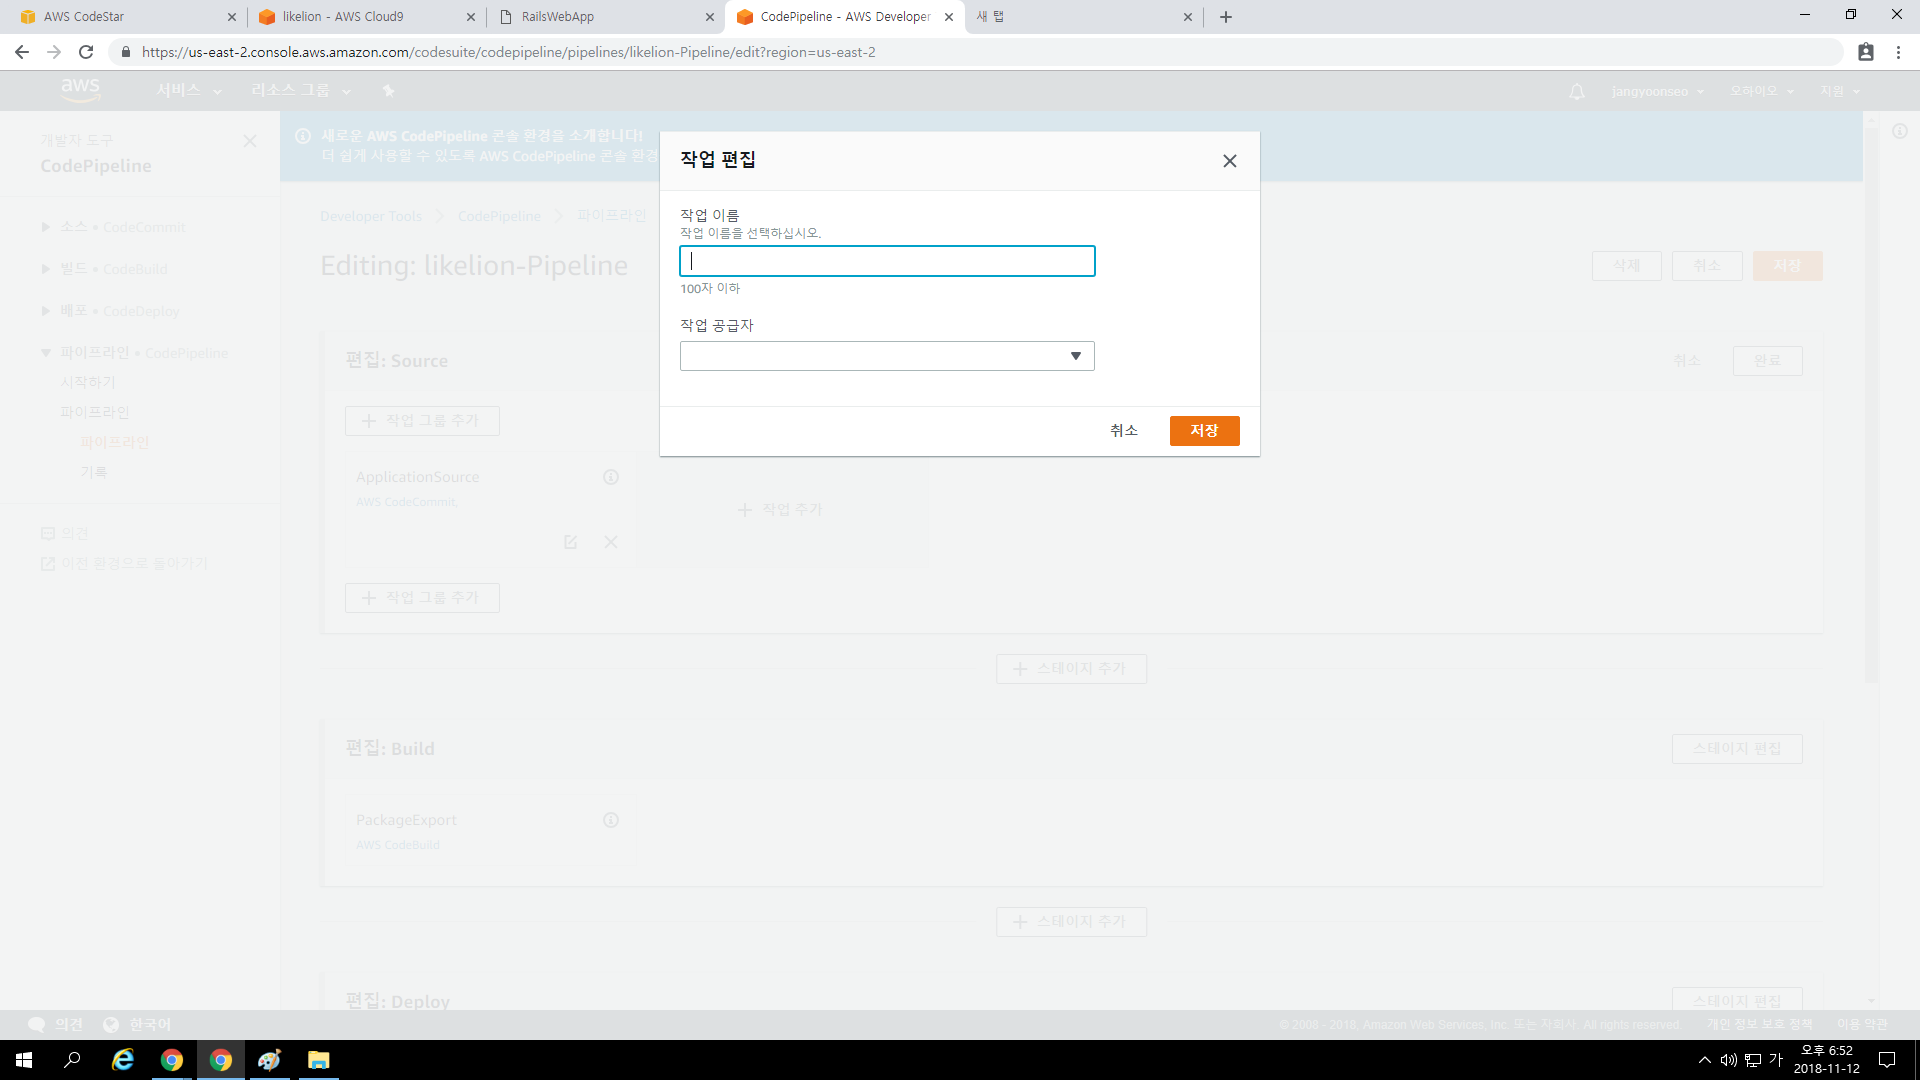 AWS CodeStar
likelion - AWS Cloud9
RailsWebApp
CodePipeline - AWS Developer
새 탭
https://us-east-2.console.aws.amazon.com/codesuite/codepipeline/pipelines/likelion-Pipeline/edit?region=us-east-2
aws
서비스
리소스 그룹
jangyoonseo
오하이오
지원
개발자 도구
CodePipeline
소스 • CodeCommit
빌드 • CodeBuild
배포 • CodeDeploy
파이프라인 • CodePipeline
시작하기
파이프라인
파이프라인
기록
의견
이전 환경으로 돌아가기
새로운 AWS CodePipeline 콘솔 환경을 소개합니다!
더 쉽게 사용할 수 있도록 AWS CodePipeline 콘솔 환경
Developer Tools
CodePipeline
파이프라인
Editing: likelion-Pipeline
삭제
취소
저장
작업 편집
작업 이름
작업 이름을 선택하십시오.
100자 이하
작업 공급자
취소
저장
편집: Source
취소
완료
작업 그룹 추가
ApplicationSource
AWS CodeCommit,
작업 추가
작업 그룹 추가
스테이지 추가
편집: Build
스테이지 편집
PackageExport
AWS CodeBuild
스테이지 추가
편집: Deploy
스테이지 편집
의견
한국어
© 2008 - 2018, Amazon Web Services, Inc. 또는 자회사. All rights reserved.
개인 정보 보호 정책
이용 약관
가
오후 6:52
2018-11-12